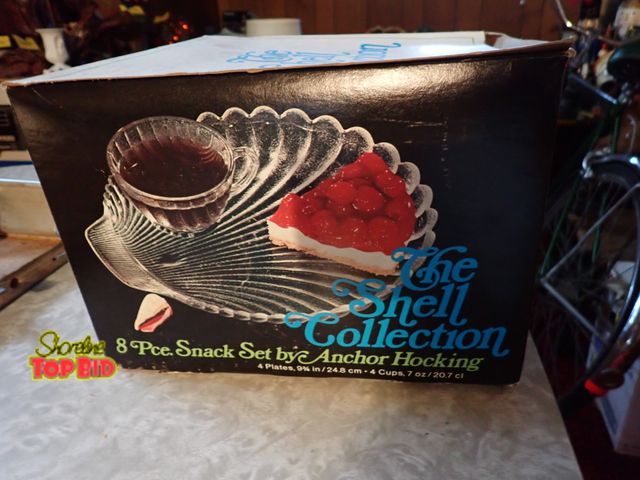 The
Shell
Collection
8 Pce. Snack Set by Anchor Hocking
4 Plates, 9¾ in/24.8 cm • 4 Cups, 7 oz/20.7 cl
Shoreline
TOP BID